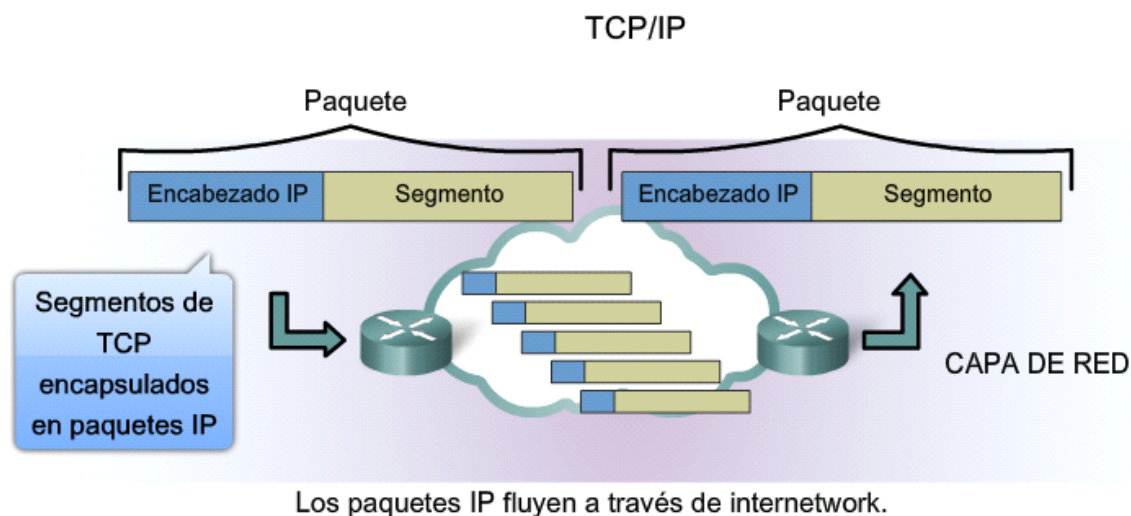 TCP/IP
Paquete
Paquete
Encabezado IP
Segmento
Encabezado IP
Segmento
Segmentos de
TCP
encapsulados
en paquetes IP
CAPA DE RED
Los paquetes IP fluyen a través de internetwork.